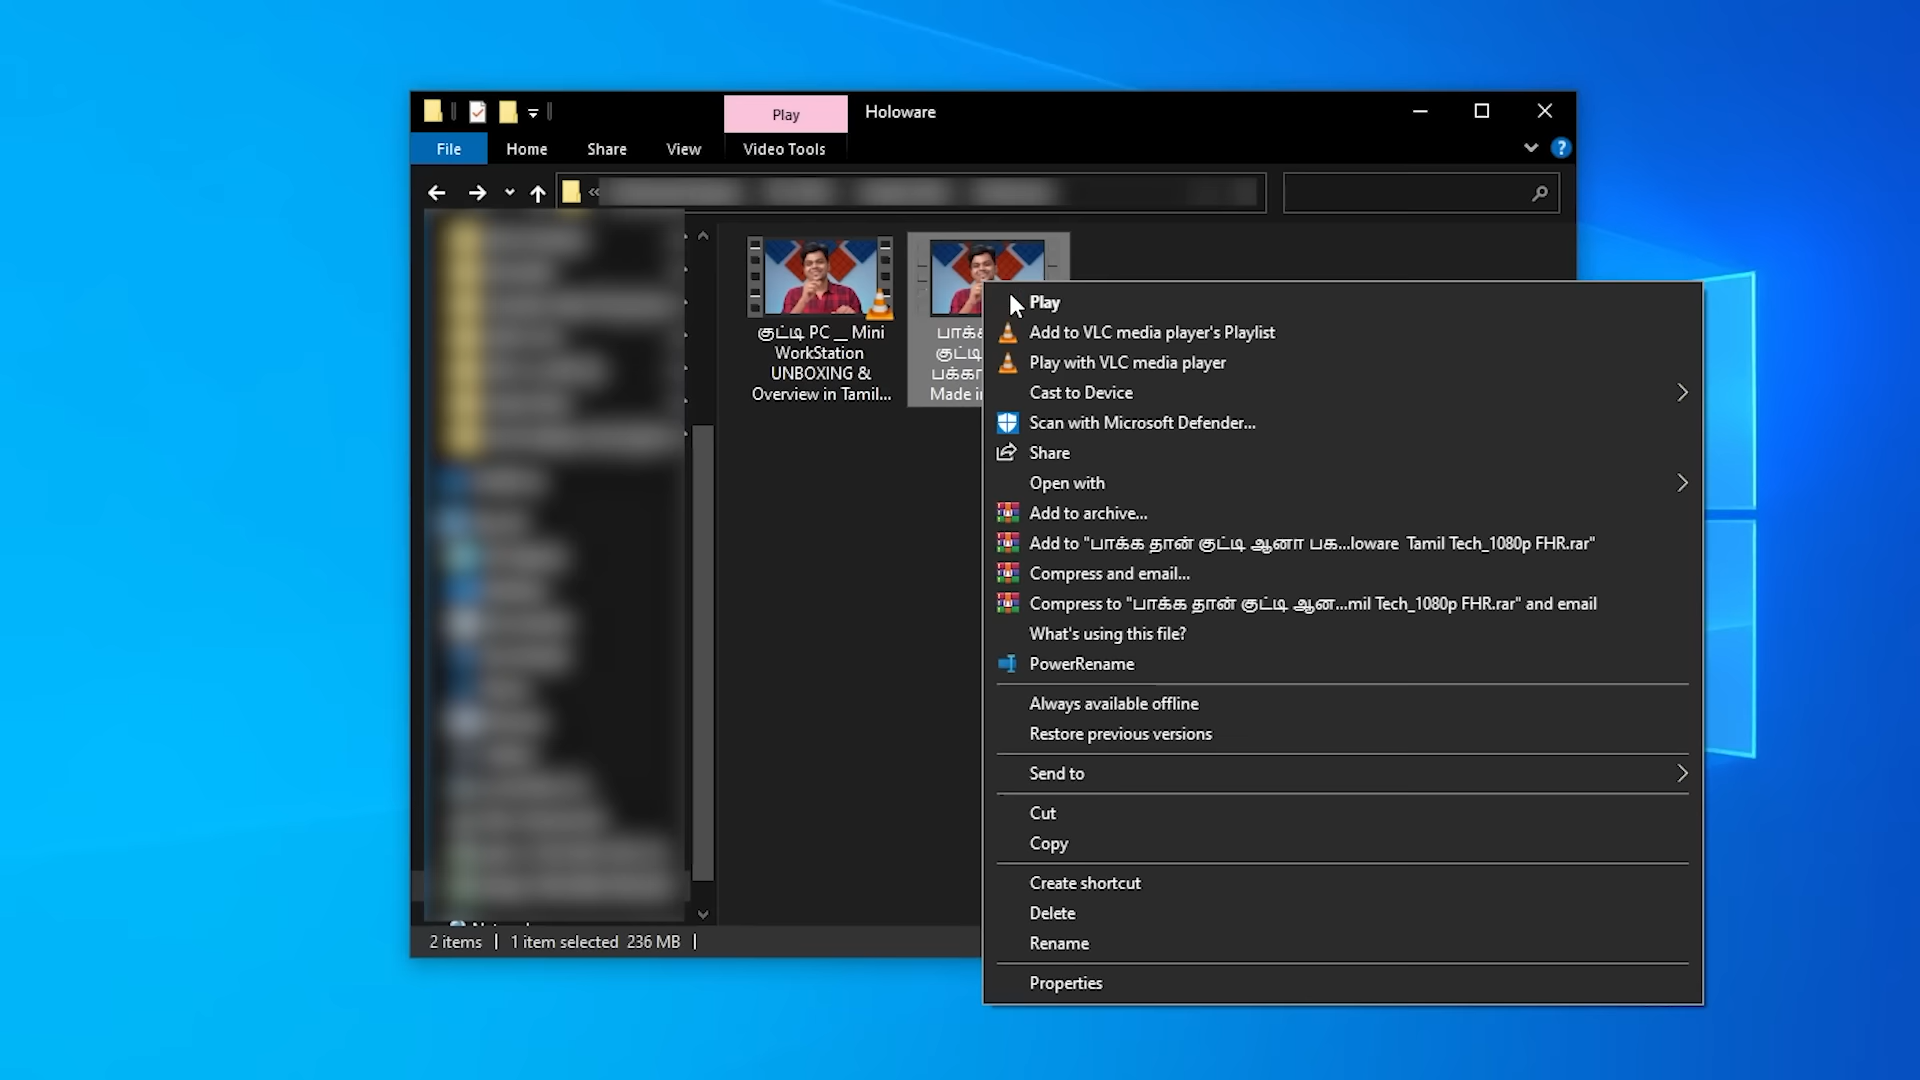 Play
Holoware
File
Home
Share
View
Video Tools
?
«
குட்டி PC __ Mini
WorkStation
UNBOXING &
Overview in Tamil...
குட்டி
Made
Play
Add to VLC media player's Playlist
Play with VLC media player
Cast to Device
Scan with Microsoft Defender...
Share
Open with
Add to archive...
Add to "பாக்க தான் குட்டி ஆனா பக...loware Tamil Tech_1080p FHR.rar"
Compress and email...
Compress to "பாக்க தான் குட்டி ஆன...mil Tech_1080p FHR.rar" and email
What's using this file?
PowerRename
Always available offline
Restore previous versions
Send to
Cut
Copy
Create shortcut
Delete
Rename
Properties
2 items
1 item selected 236 MB